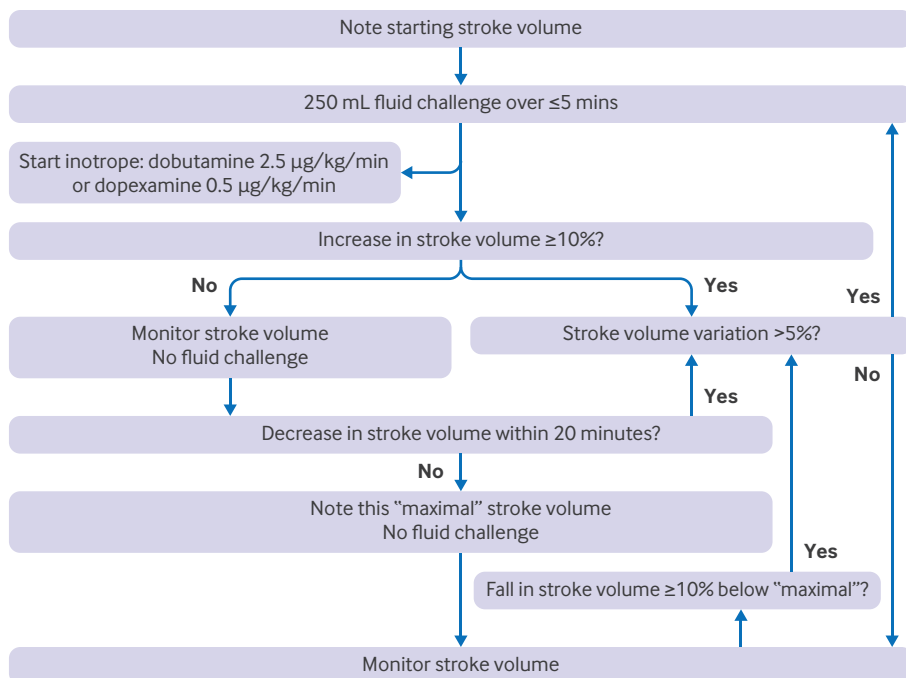 Note starting stroke volume
250 mL fluid challenge over ≤5 mins
Start inotrope: dobutamine 2.5 µg/kg/min
or dopexamine 0.5 µg/kg/min
Increase in stroke volume ≥10%?
No
Yes
Yes
Monitor stroke volume
No fluid challenge
Stroke volume variation >5%?
No
Yes
Decrease in stroke volume within 20 minutes?
No
Note this “maximal” stroke volume
No fluid challenge
Yes
Fall in stroke volume ≥10% below “maximal”?
Monitor stroke volume